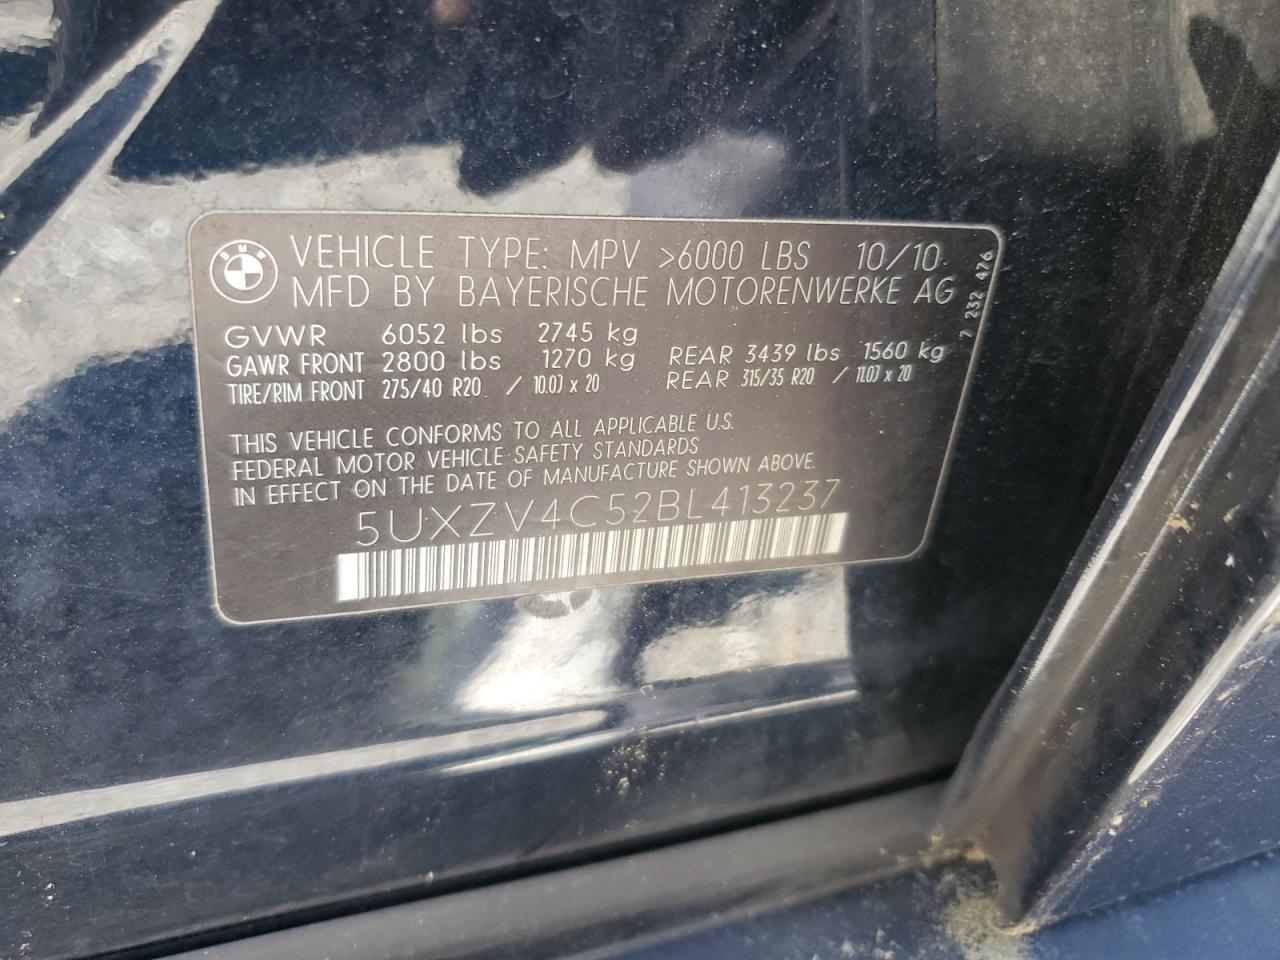 BMW
VEHICLE TYPE: MPV >6000 LBS 10/10
MFD BY BAYERISCHE MOTORENWERKE AG
7 232 476
GVWR 6052 lbs 2745 kg
GAWR FRONT 2800 lbs 1270 kg REAR 3439 lbs 1560 kg
TIRE/RIM FRONT 275/40 R20 / 10.0J x 20 REAR 315/35 R20 / 11.0J x 20
THIS VEHICLE CONFORMS TO ALL APPLICABLE U.S.
FEDERAL MOTOR VEHICLE SAFETY STANDARDS
IN EFFECT ON THE DATE OF MANUFACTURE SHOWN ABOVE.
5UXZV4C52BL413237